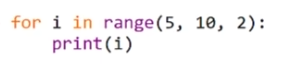 for i in range(5, 10, 2):
    print(i)